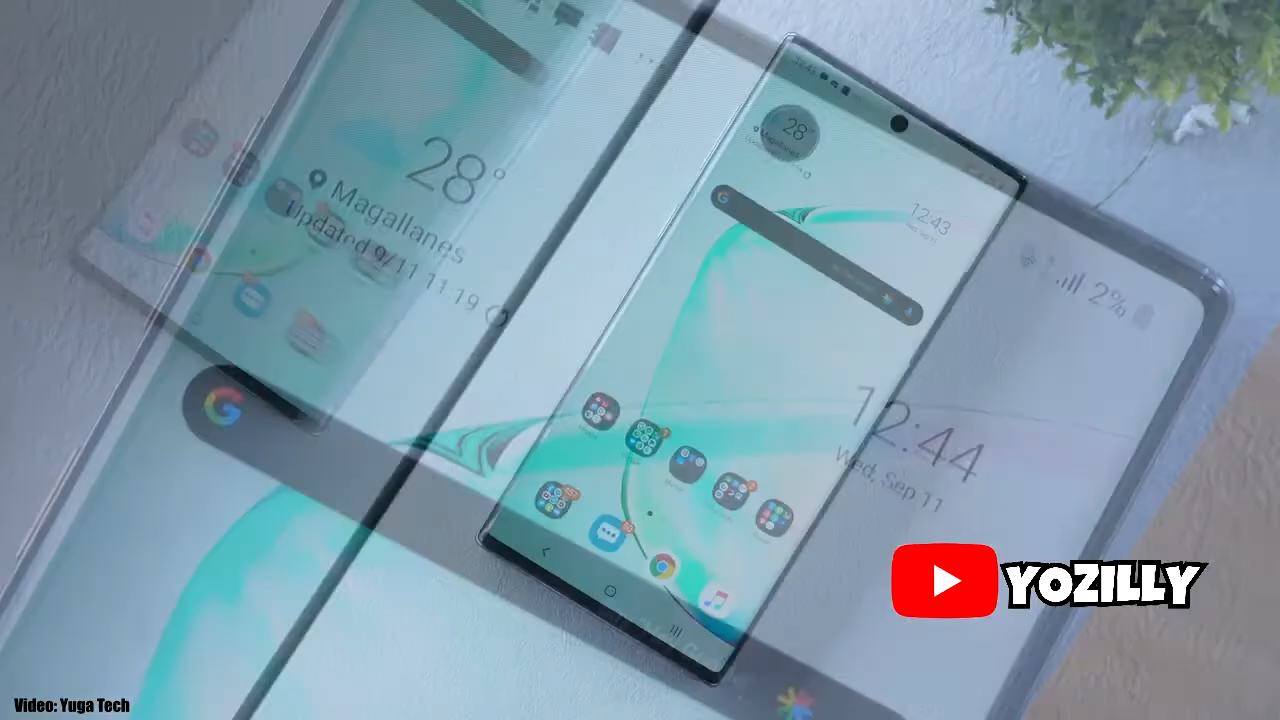 28°
Magallanes
Updated 9/11 11:19
28°
Magallanes
12:43
2%
12:44
Wed, Sep 11
YOZILLY
Video: Yuga Tech